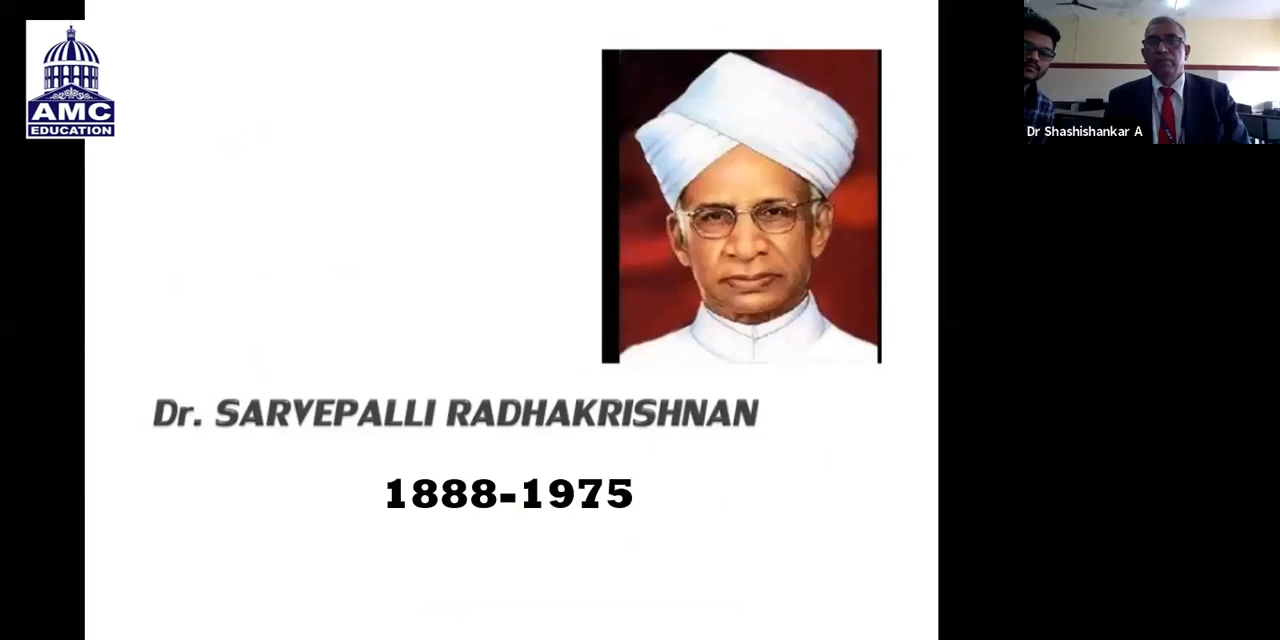 AMC
EDUCATION
Dr Shashishankar A
Dr. SARVEPALLI RADHAKRISHNAN
1888-1975